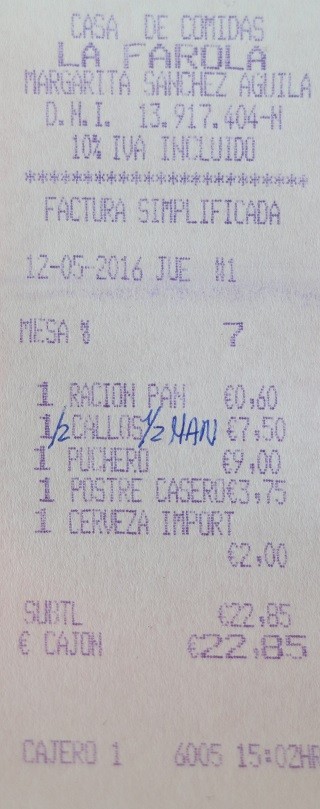 CASA DE COMIDAS
LA FAROLA
MARGARITA SANCHEZ AGUILA
D.N.I. 13.917.404-N
10% IVA INCLUIDO
************************
FACTURA SIMPLIFICADA
12-05-2016 JUE #1
MESA # 7
1 RACION PAN €0,60
1/2 CALLOS 1/2 MAN €7,50
1 PUCHERO €9,00
1 POSTRE CASERO €3,75
1 CERVEZA IMPORT
€2,00
SUBTL €22,85
€ CAJON €22,85
CAJERO 1 6005 15:02HR